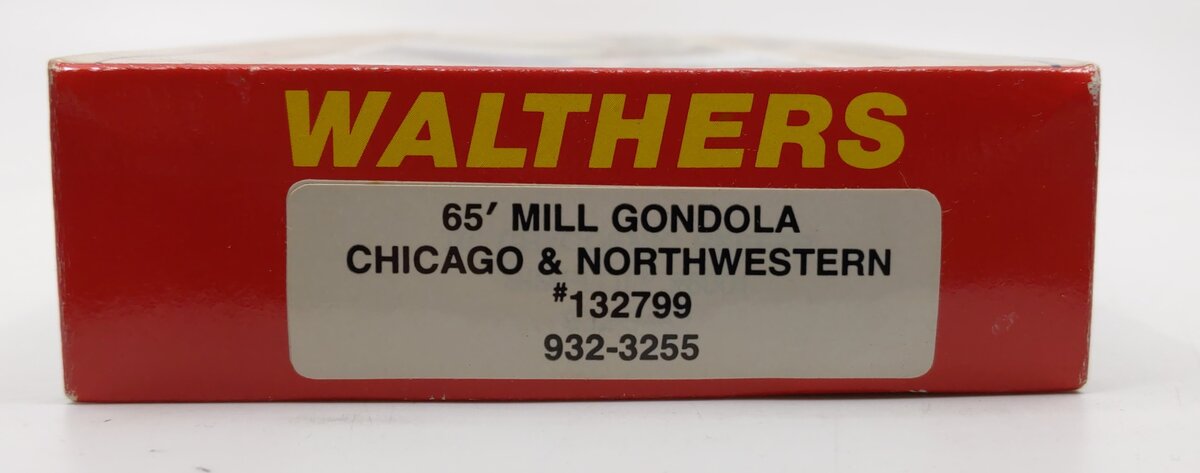 WALTHERS
65′ MILL GONDOLA
CHICAGO & NORTHWESTERN
#132799
932-3255